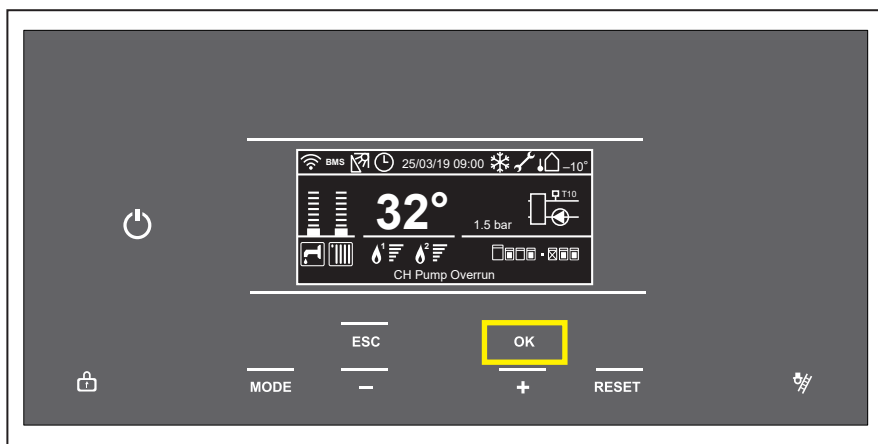 BMS 25/03/19 09:00 –10°
32° 1.5 bar T10
1 2
CH Pump Overrun
ESC OK
MODE – + RESET